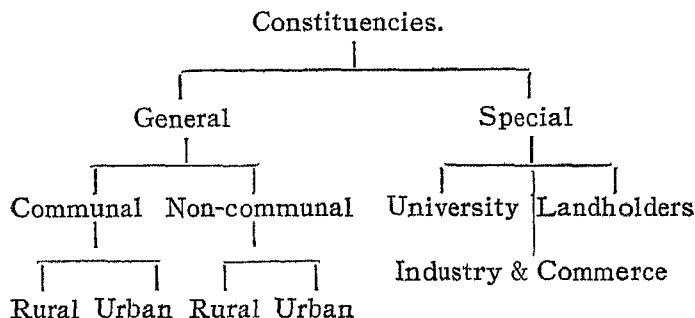 Constituencies.
General Special
Communal Non-communal University Landholders
Industry & Commerce
Rural Urban Rural Urban